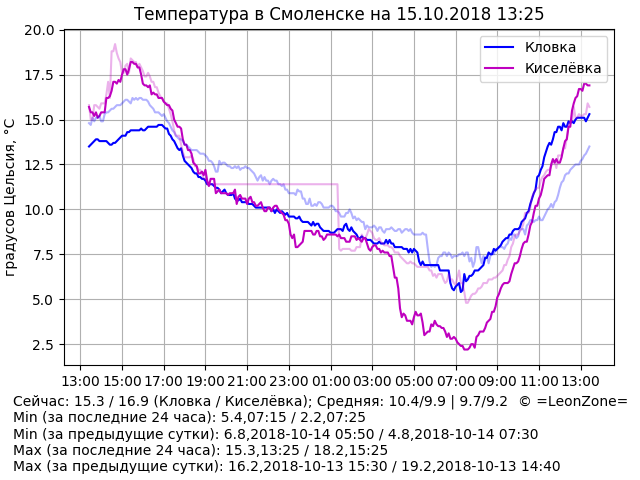 Температура в Смоленске на 15.10.2018 13:25
20.0
17.5
15.0
12.5
10.0
7.5
5.0
2.5
градусов Цельсия, °C
Кловка
Киселёвка
13:00 15:00 17:00 19:00 21:00 23:00 01:00 03:00 05:00 07:00 09:00 11:00 13:00
Сейчас: 15.3 / 16.9 (Кловка / Киселёвка); Средняя: 10.4/9.9 | 9.7/9.2 © =LeonZone=
Min (за последние 24 часа): 5.4,07:15 / 2.2,07:25
Min (за предыдущие сутки): 6.8,2018-10-14 05:50 / 4.8,2018-10-14 07:30
Max (за последние 24 часа): 15.3,13:25 / 18.2,15:25
Max (за предыдущие сутки): 16.2,2018-10-13 15:30 / 19.2,2018-10-13 14:40